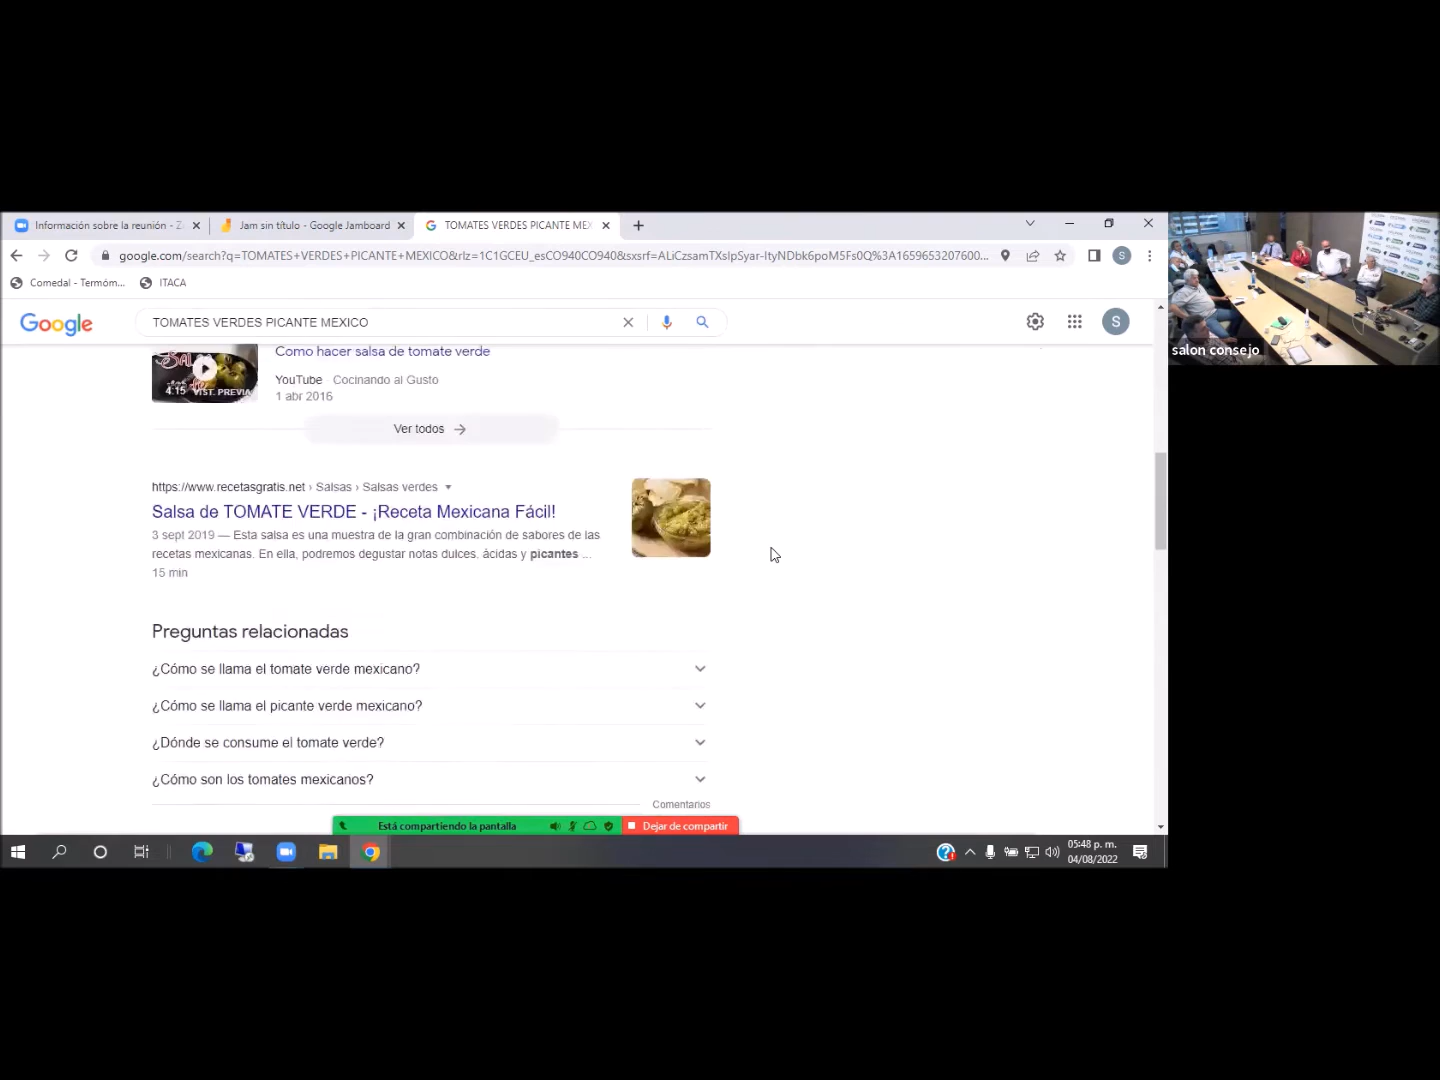 Información sobre la reunión - Z
Jam sin título - Google Jamboard
TOMATES VERDES PICANTE MEX
google.com/search?q=TOMATES+VERDES+PICANTE+MEXICO&rlz=1C1GCEU_esCO940CO940&sxsrf=ALiCzsamTXslpSyar-ItyNDbk6poM5Fs0Q%3A1659653207600...
S
Comedal - Termóm...
ITACA
Google
TOMATES VERDES PICANTE MEXICO
S
salon consejo
Como hacer salsa de tomate verde
4:15
VIST. PREVIA
YouTube Cocinando al Gusto
1 abr 2016
Ver todos
https://www.recetasgratis.net › Salsas › Salsas verdes
Salsa de TOMATE VERDE - ¡Receta Mexicana Fácil!
3 sept 2019 — Esta salsa es una muestra de la gran combinación de sabores de las
recetas mexicanas. En ella, podremos degustar notas dulces, ácidas y picantes ...
15 min
Preguntas relacionadas
¿Cómo se llama el tomate verde mexicano?
¿Cómo se llama el picante verde mexicano?
¿Dónde se consume el tomate verde?
¿Cómo son los tomates mexicanos?
Comentarios
Está compartiendo la pantalla
Dejar de compartir
05:48 p. m.
04/08/2022